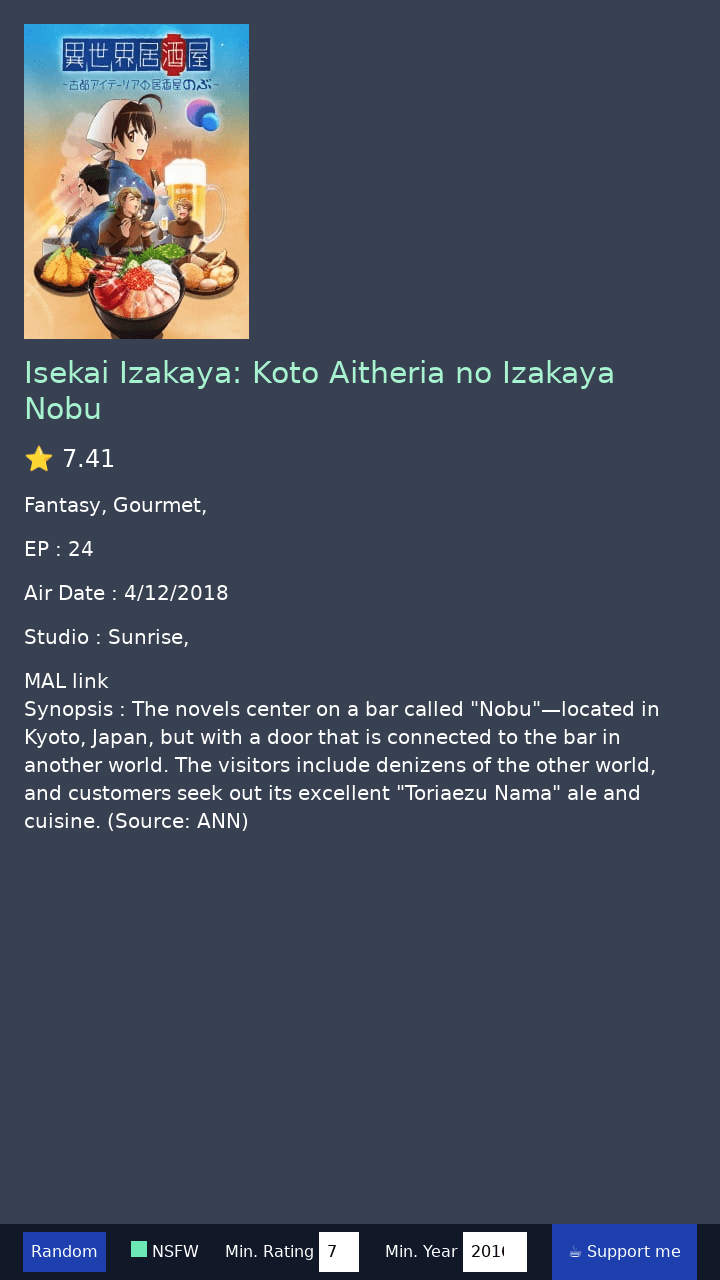 異世界居酒屋
~古都アイテーリアの居酒屋のぶ~
Isekai Izakaya: Koto Aitheria no Izakaya
Nobu
⭐ 7.41
Fantasy, Gourmet,
EP : 24
Air Date : 4/12/2018
Studio : Sunrise,
MAL link
Synopsis : The novels center on a bar called "Nobu"—located in
Kyoto, Japan, but with a door that is connected to the bar in
another world. The visitors include denizens of the other world,
and customers seek out its excellent "Toriaezu Nama" ale and
cuisine. (Source: ANN)
Random NSFW Min. Rating 7 Min. Year ☕ Support me